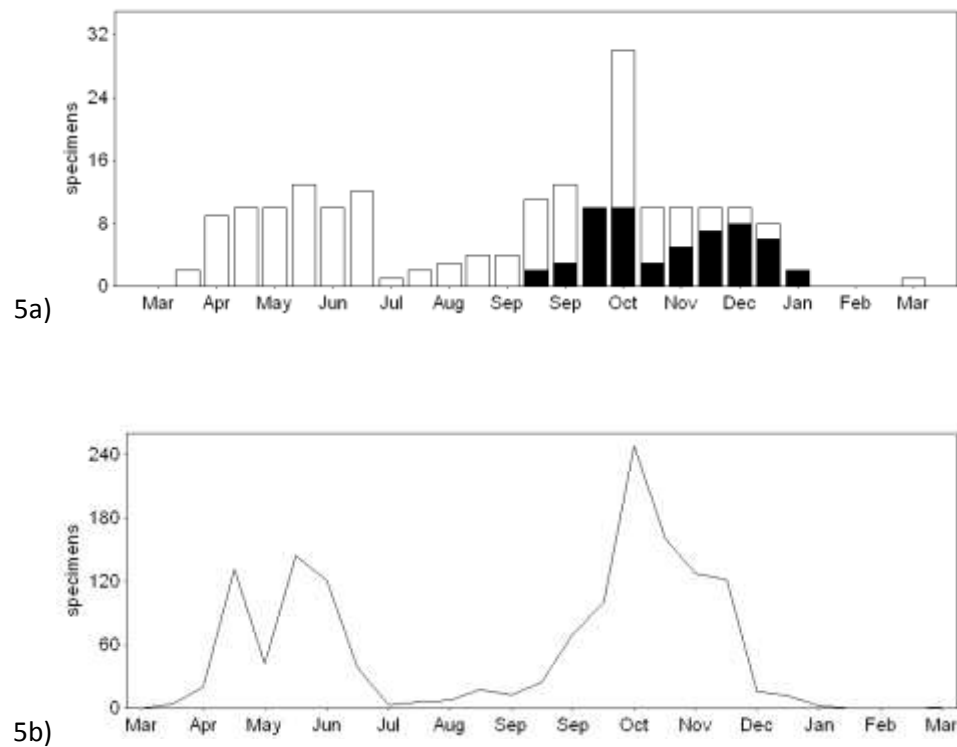 32
24
16
8
0
specimens
Mar Apr May Jun Jul Aug Sep Sep Oct Nov Dec Jan Feb Mar
5a)
240
180
120
60
0
specimens
Mar Apr May Jun Jul Aug Sep Sep Oct Nov Dec Jan Feb Mar
5b)